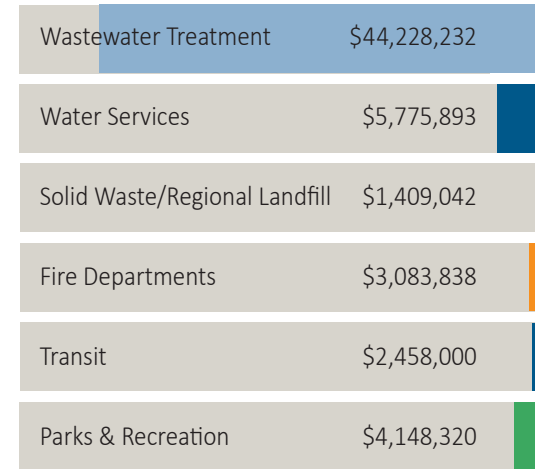 Wastewater Treatment $44,228,232
Water Services $5,775,893
Solid Waste/Regional Landfill $1,409,042
Fire Departments $3,083,838
Transit $2,458,000
Parks & Recreation $4,148,320